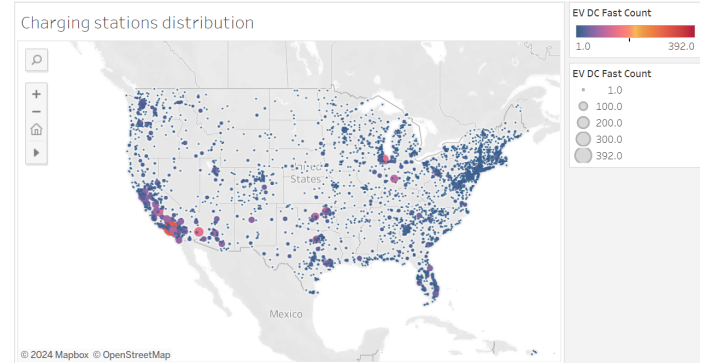 Charging stations distribution
United
States
Mexico
© 2024 Mapbox © OpenStreetMap
EV DC Fast Count
1.0 392.0
EV DC Fast Count
1.0
100.0
200.0
300.0
392.0